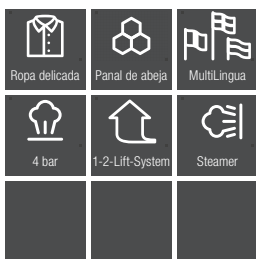 Ropa delicada
Panal de abeja
MultiLingua
4 bar
1-2-Lift-System
Steamer